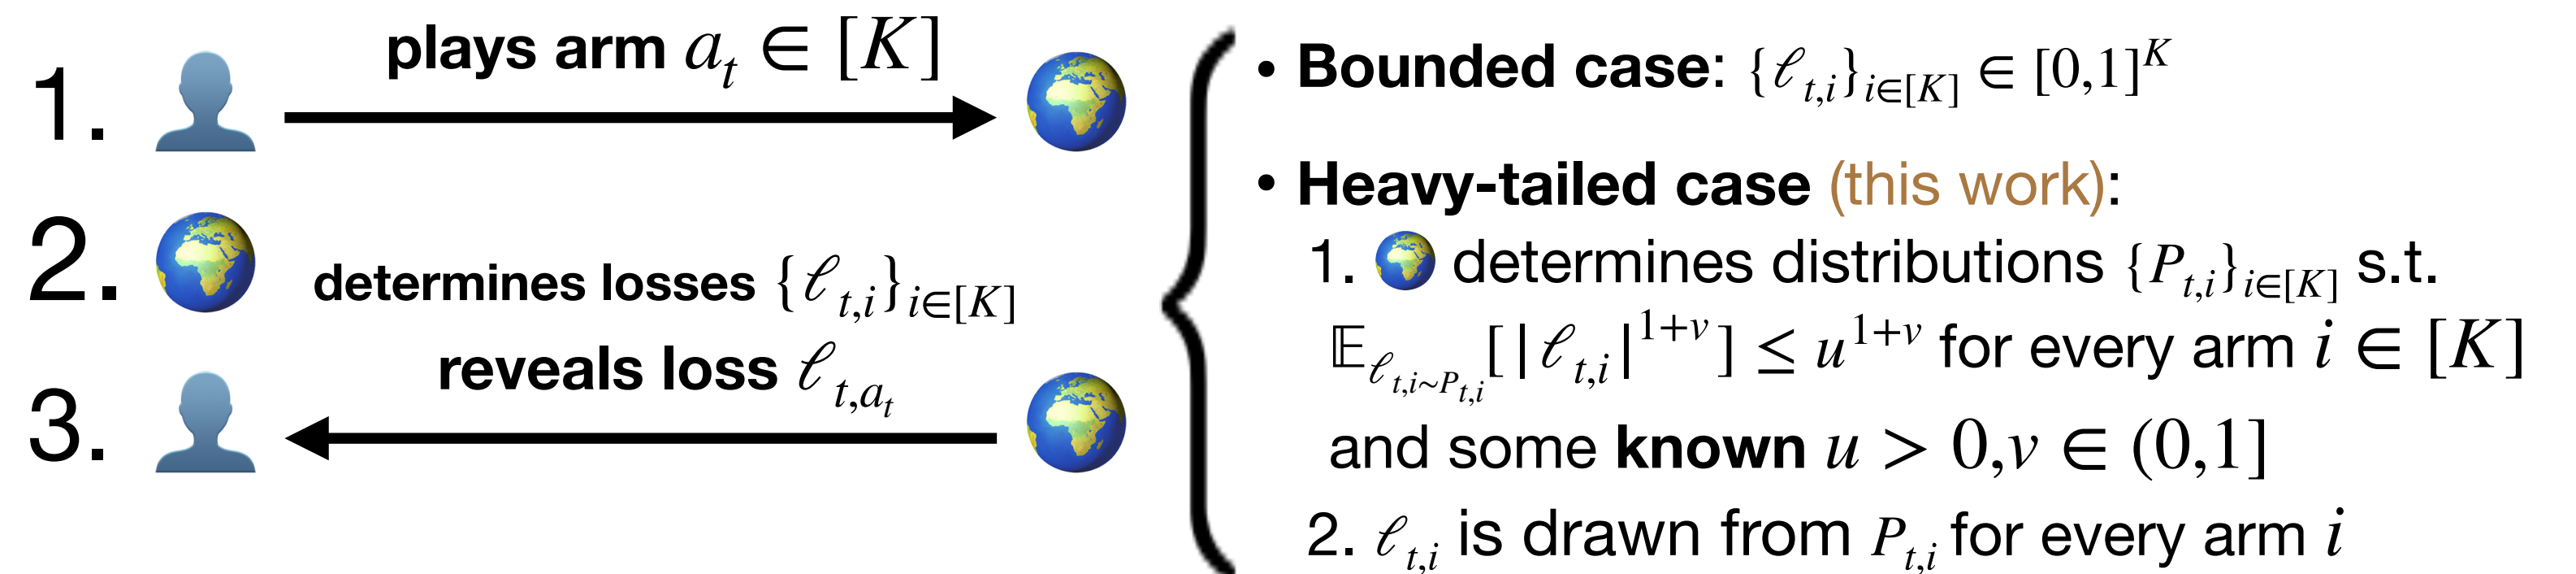 1. plays arm a_t ∈ [K]
2. determines losses {ℓ_{t,i}}_{i∈[K]}
3. reveals loss ℓ_{t,a_t}
• Bounded case: {ℓ_{t,i}}_{i∈[K]} ∈ [0,1]^K
• Heavy-tailed case (this work):
1. determines distributions {P_{t,i}}_{i∈[K]} s.t.
𝔼_{ℓ_{t,i}∼P_{t,i}}[|ℓ_{t,i}|^{1+v}] ≤ u^{1+v} for every arm i ∈ [K]
and some known u > 0,v ∈ (0,1]
2. ℓ_{t,i} is drawn from P_{t,i} for every arm i